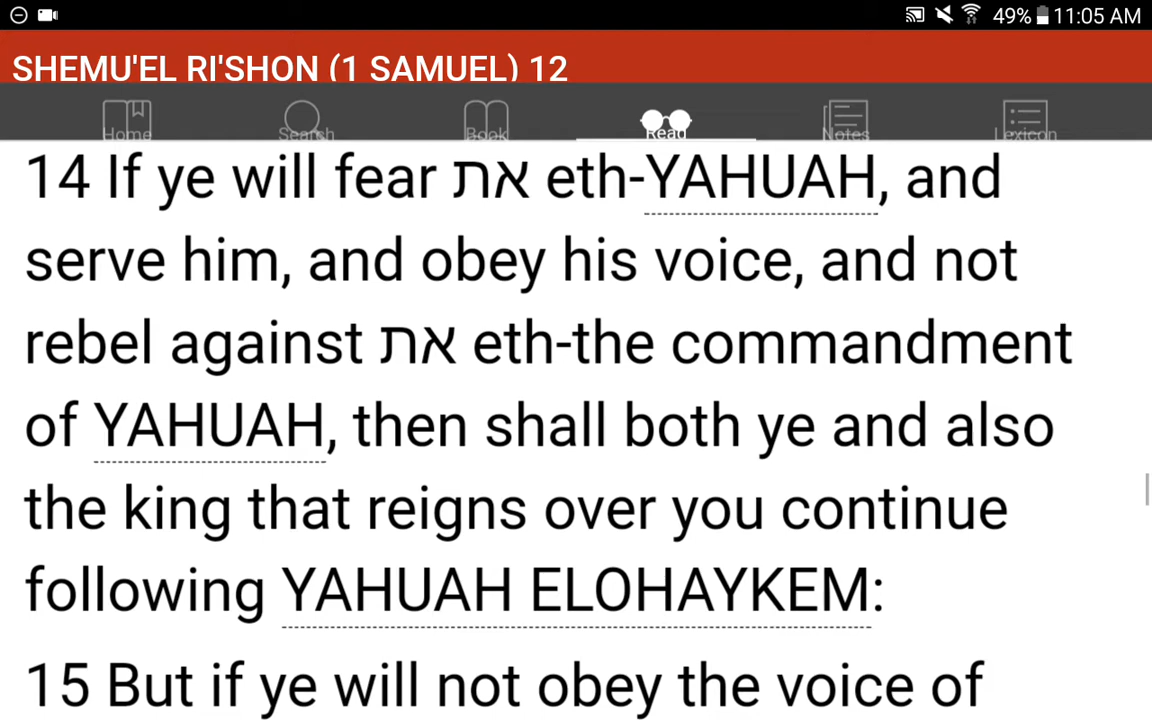 49% 11:05 AM
SHEMU'EL RI'SHON (1 SAMUEL) 12
Home Search Book Read Notes Lexicon
14 If ye will fear את eth-YAHUAH, and
serve him, and obey his voice, and not
rebel against את eth-the commandment
of YAHUAH, then shall both ye and also
the king that reigns over you continue
following YAHUAH ELOHAYKEM:
15 But if ye will not obey the voice of